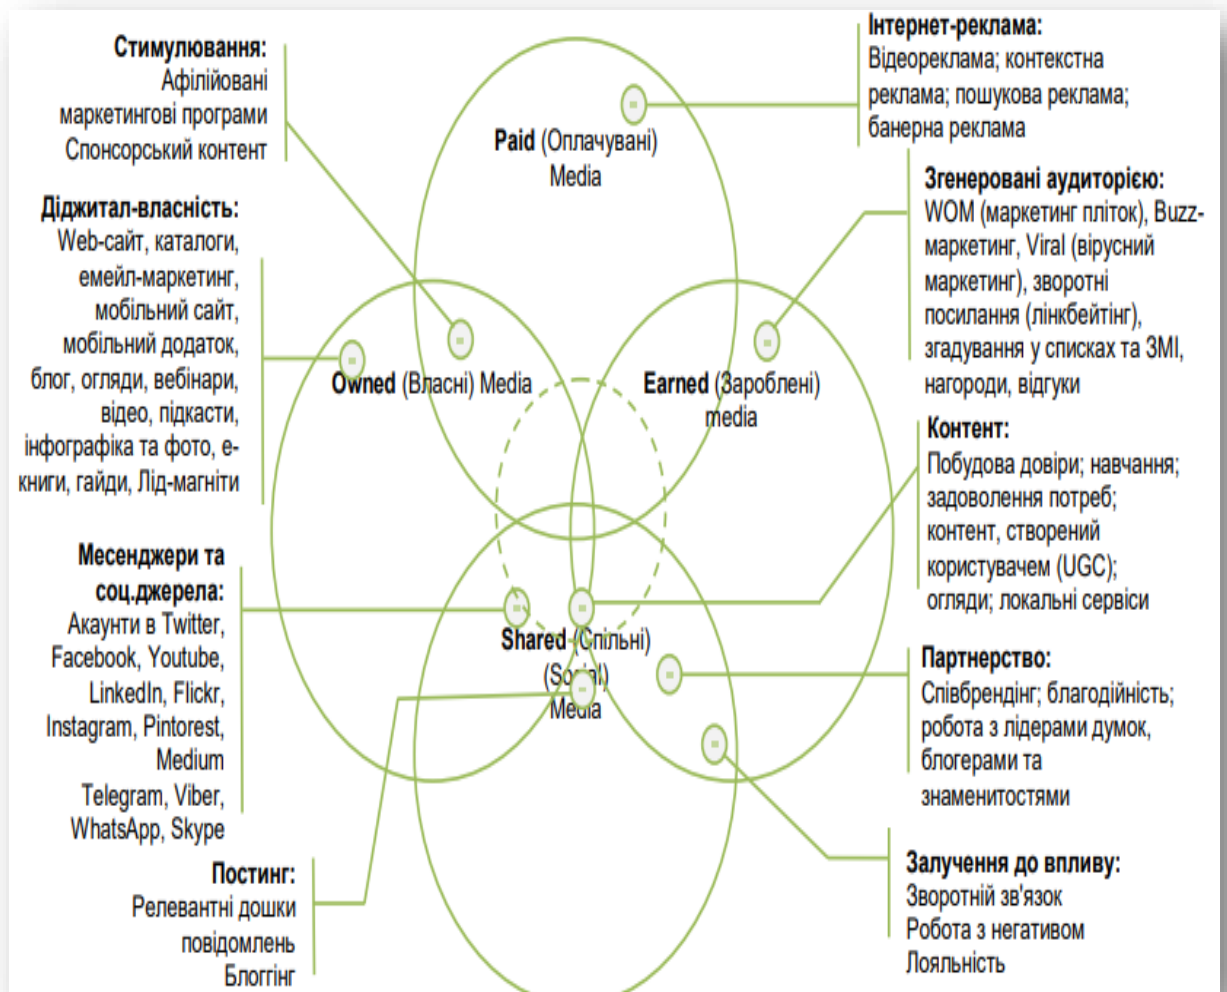 Стимулювання:
Афілійовані
маркетингові програми
Спонсорський контент
Діджитал-власність:
Web-сайт, каталоги,
емейл-маркетинг,
мобільний сайт,
мобільний додаток,
блог, огляди, вебінари,
відео, підкасти,
інфографіка та фото, е-
книги, гайди, Лід-магніти
Месенджери та
соц.джерела:
Акаунти в Twitter,
Facebook, Youtube,
LinkedIn, Flickr,
Instagram, Pintorest,
Medium
Telegram, Viber,
WhatsApp, Skype
Постинг:
Релевантні дошки
повідомлень
Блоггінг
Paid (Оплачувані)
Media
Owned (Власні) Media
Earned (Зароблені)
media
Shared (Спільні)
(Social)
Media
Інтернет-реклама:
Відеореклама; контекстна
реклама; пошукова реклама;
банерна реклама
Згенеровані аудиторією:
WOM (маркетинг пліток), Buzz-
маркетинг, Viral (вірусний
маркетинг), зворотні
посилання (лінкбейтінг),
згадування у списках та ЗМІ,
нагороди, відгуки
Контент:
Побудова довіри; навчання;
задоволення потреб;
контент, створений
користувачем (UGC);
огляди; локальні сервіси
Партнерство:
Співбрендінг; благодійність;
робота з лідерами думок,
блогерами та
знаменитостями
Залучення до впливу:
Зворотній зв'язок
Робота з негативом
Лояльність